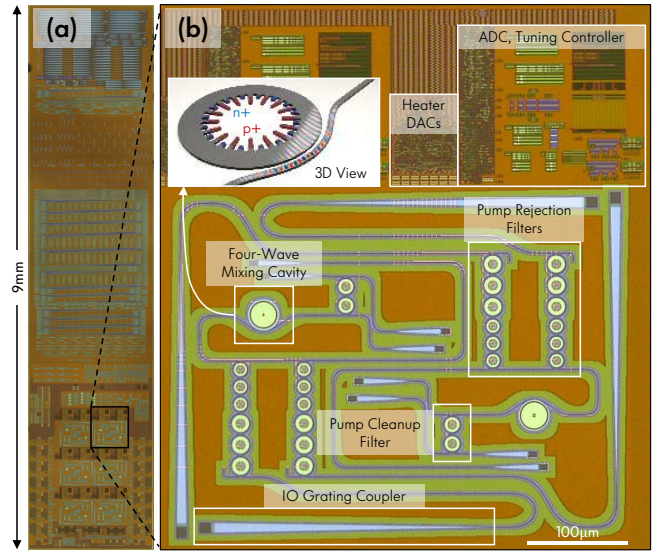 (a)
(b)
ADC, Tuning Controller
Heater
DACs
n+
p+
3D View
Pump Rejection
Filters
Four-Wave
Mixing Cavity
9mm
Pump Cleanup
Filter
IO Grating Coupler
100μm